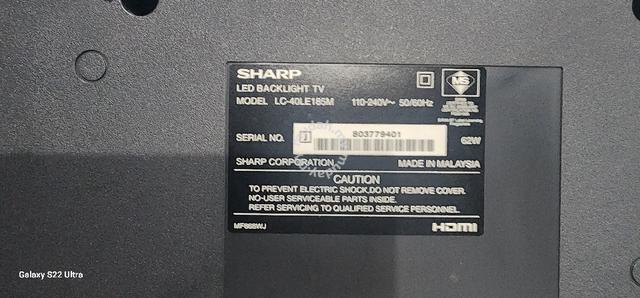 SHARP
LED BACKLIGHT TV
MODEL LC-40LE185M 110-240V~ 50/60Hz
MS
SERIAL NO. J 803779401
62W
SHARP CORPORATION MADE IN MALAYSIA
CAUTION
TO PREVENT ELECTRIC SHOCK,DO NOT REMOVE COVER.
NO-USER SERVICEABLE PARTS INSIDE.
REFER SERVICING TO QUALIFIED SERVICE PERSONNEL.
MF868WJ HDMI
Galaxy S22 Ultra